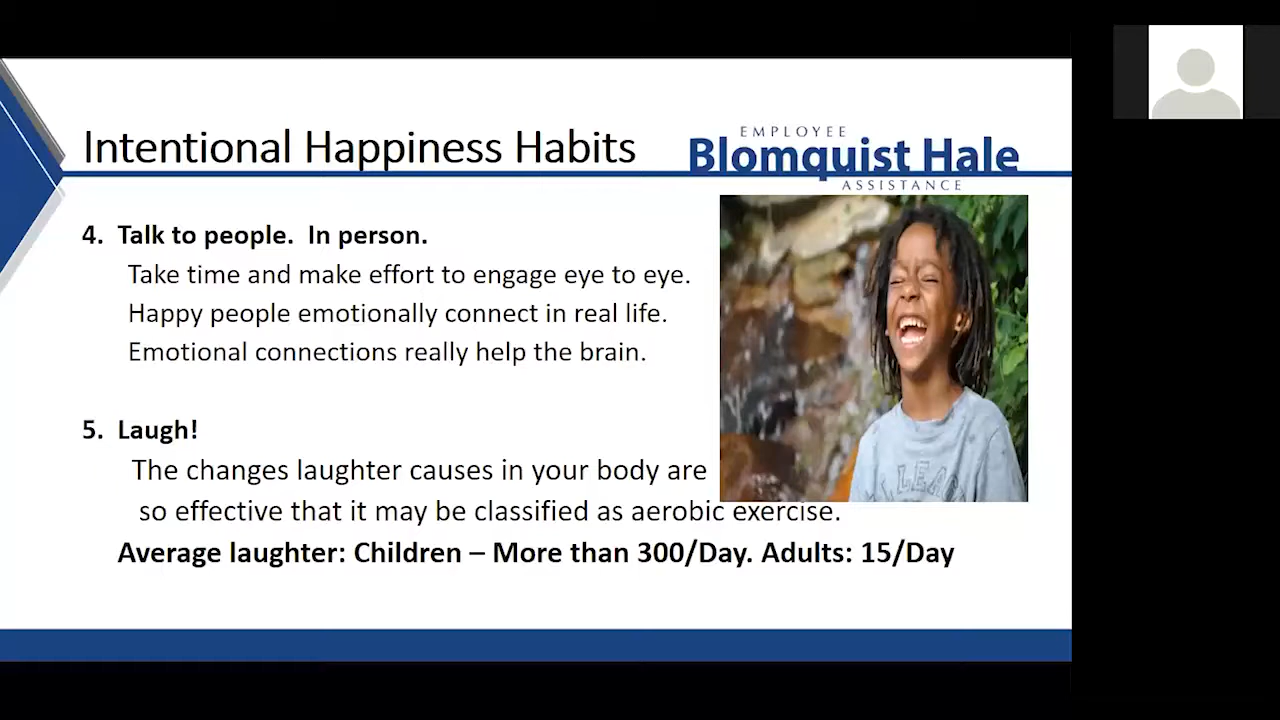 Intentional Happiness Habits
EMPLOYEE
Blomquist Hale
ASSISTANCE
4. Talk to people. In person.
Take time and make effort to engage eye to eye.
Happy people emotionally connect in real life.
Emotional connections really help the brain.
5. Laugh!
The changes laughter causes in your body are
so effective that it may be classified as aerobic exercise.
Average laughter: Children – More than 300/Day. Adults: 15/Day